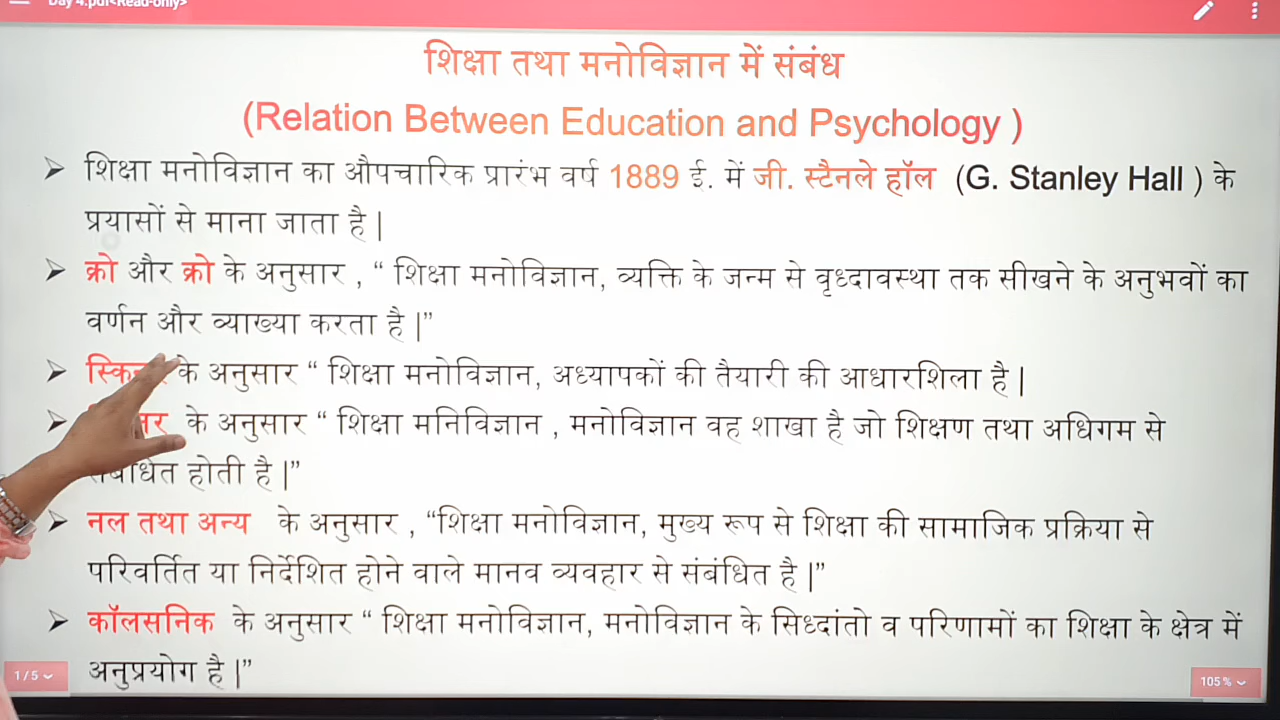 Day 4.pdf<Read-only>
शिक्षा तथा मनोविज्ञान में संबंध
(Relation Between Education and Psychology )
➢ शिक्षा मनोविज्ञान का औपचारिक प्रारंभ वर्ष 1889 ई. में जी. स्टैनले हॉल (G. Stanley Hall ) के
प्रयासों से माना जाता है |
➢ क्रो और क्रो के अनुसार , “ शिक्षा मनोविज्ञान, व्यक्ति के जन्म से वृध्दावस्था तक सीखने के अनुभवों का
वर्णन और व्याख्या करता है |”
➢ के अनुसार “ शिक्षा मनोविज्ञान, अध्यापकों की तैयारी की आधारशिला है |
➢ के अनुसार “ शिक्षा मनिविज्ञान , मनोविज्ञान वह शाखा है जो शिक्षण तथा अधिगम से
होती है |”
➢ नल तथा अन्य के अनुसार , “शिक्षा मनोविज्ञान, मुख्य रूप से शिक्षा की सामाजिक प्रक्रिया से
परिवर्तित या निर्देशित होने वाले मानव व्यवहार से संबंधित है |”
➢ कॉलसनिक के अनुसार “ शिक्षा मनोविज्ञान, मनोविज्ञान के सिध्दांतो व परिणामों का शिक्षा के क्षेत्र में
अनुप्रयोग है |”
1 / 5
105 %